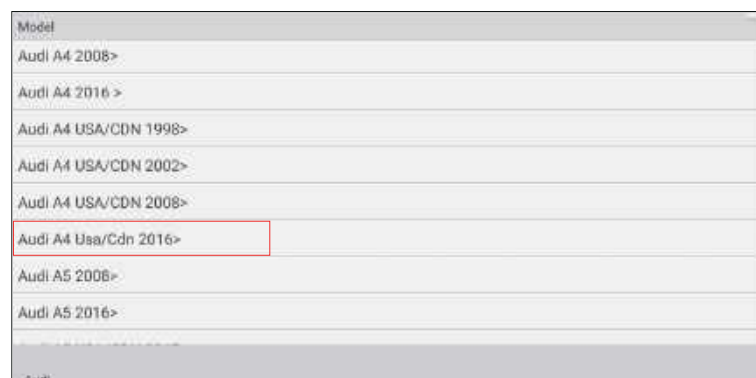 Model
Audi A4 2008>
Audi A4 2016 >
Audi A4 USA/CDN 1998>
Audi A4 USA/CDN 2002>
Audi A4 USA/CDN 2008>
Audi A4 Usa/Cdn 2016>
Audi A5 2008>
Audi A5 2016>